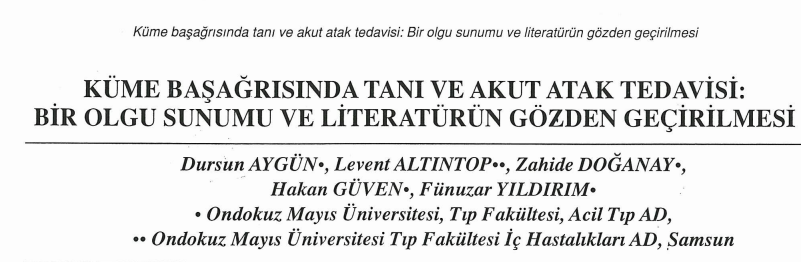 Küme başağrısında tanı ve akut atak tedavisi: Bir olgu sunumu ve literatürün gözden geçirilmesi
KÜME BAŞAĞRISINDA TANI VE AKUT ATAK TEDAVİSİ:
BİR OLGU SUNUMU VE LİTERATÜRÜN GÖZDEN GEÇİRİLMESİ
Dursun AYGÜN•, Levent ALTINTOP••, Zahide DOĞANAY•,
Hakan GÜVEN•, Fünuzar YILDIRIM•
• Ondokuz Mayıs Üniversitesi, Tıp Fakültesi, Acil Tıp AD,
•• Ondokuz Mayıs Üniversitesi Tıp Fakültesi İç Hastalıkları AD, Samsun